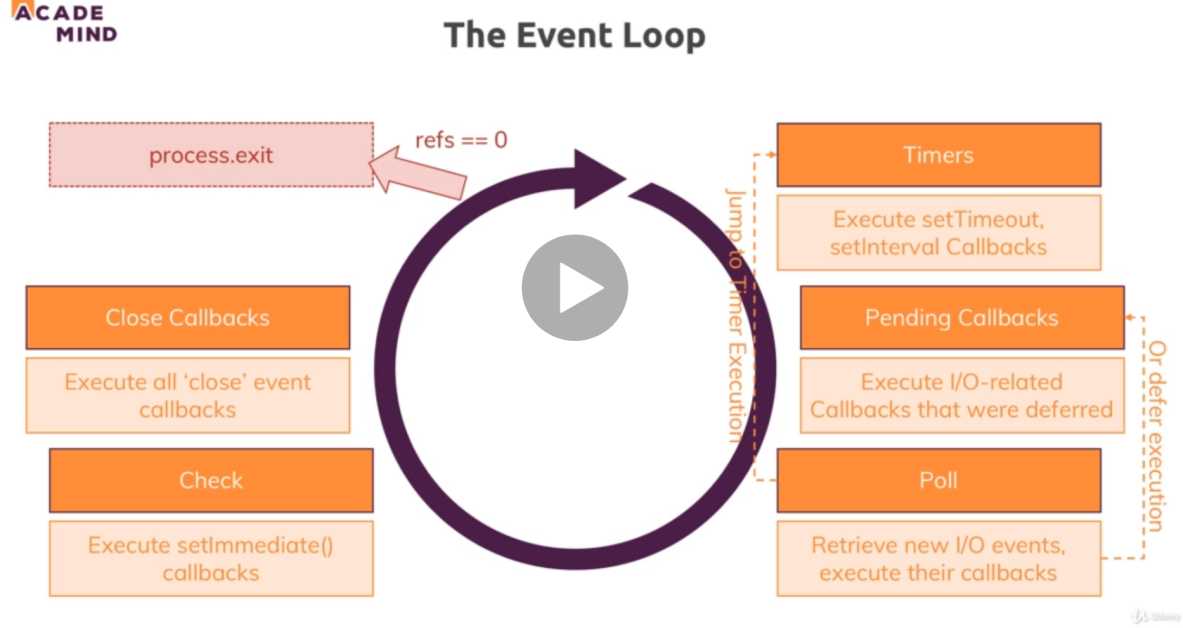 ACADE
MIND
The Event Loop
process.exit
refs == 0
Timers
Execute setTimeout,
setInterval Callbacks
Jump to Timer Execution
Close Callbacks
Execute all ‘close’ event
callbacks
Pending Callbacks
Execute I/O-related
Callbacks that were deferred
Or defer execution
Check
Execute setImmediate()
callbacks
Poll
Retrieve new I/O events,
execute their callbacks
Udemy